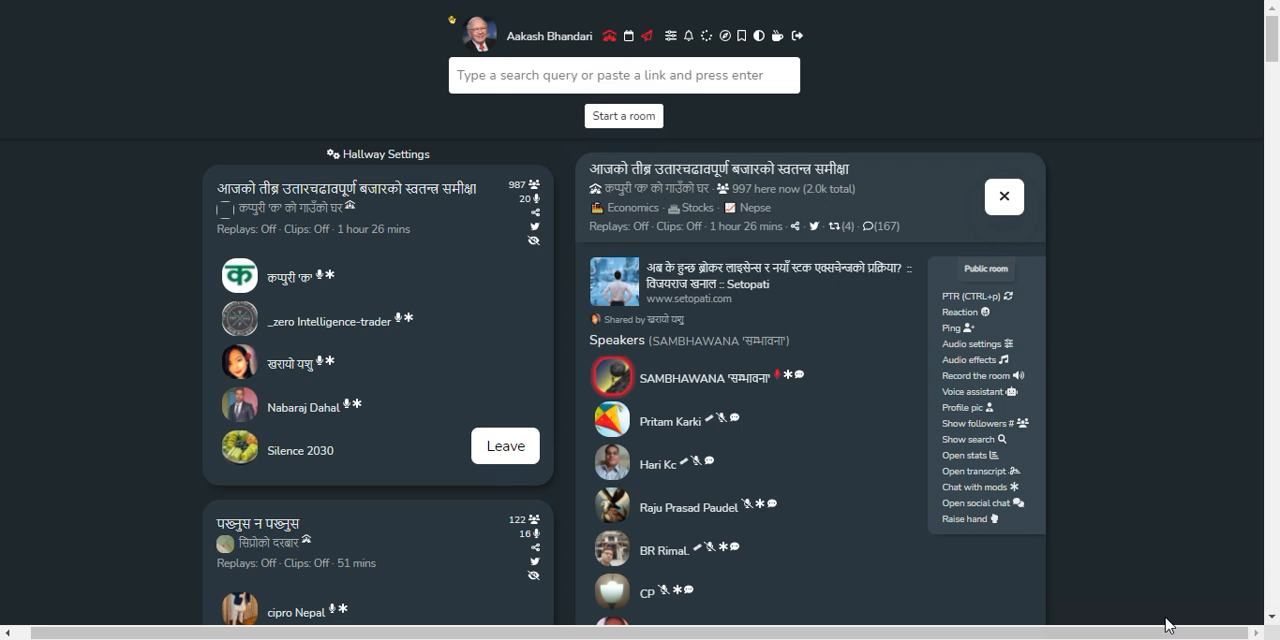 Aakash Bhandari
Type a search query or paste a link and press enter
Start a room
Hallway Settings
आजको तीब्र उतारचढावपूर्ण बजारको स्वतन्त्र समीक्षा
987
कप्पुरी 'क' को गाउँको घर
20
Replays: Off · Clips: Off · 1 hour 26 mins
क
कप्पुरी 'क'
_zero Intelligence-trader
खरायो यशु
Nabaraj Dahal
Silence 2030
Leave
पख्नुस न पख्नुस
122
सिप्रोको दरबार
16
Replays: Off · Clips: Off · 51 mins
cipro Nepal
आजको तीब्र उतारचढावपूर्ण बजारको स्वतन्त्र समीक्षा
कप्पुरी 'क' को गाउँको घर · 997 here now (2.0k total)
Economics · Stocks · Nepse
Replays: Off · Clips: Off · 1 hour 26 mins · · · (4) · (167)
अब के हुन्छ ब्रोकर लाइसेन्स र नयाँ स्टक एक्सचेन्जको प्रक्रिया? ::
विजयराज खनाल :: Setopati
www.setopati.com
Shared by खरायो यशु
Speakers (SAMBHAWANA 'सम्भावना')
SAMBHAWANA 'सम्भावना'
Pritam Karki
Hari Kc
Raju Prasad Paudel
BR Rimal.
CP
Public room
PTR (CTRL+p)
Reaction
Ping
Audio settings
Audio effects
Record the room
Voice assistant
Profile pic
Show followers #
Show search
Open stats
Open transcript
Chat with mods
Open social chat
Raise hand